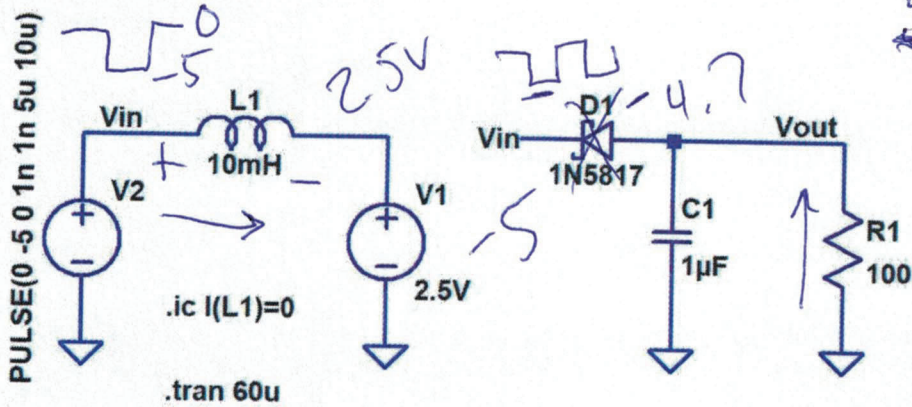 PULSE(0 -5 0 1n 1n 5u 10u)
0
-5
Vin
L1
10mH
+
-
2.5V
V2
+
-
V1
+
-
2.5V
.ic I(L1)=0
.tran 60u
Vin
D1
1N5817
-4.7
Vout
-5
C1
1µF
R1
100